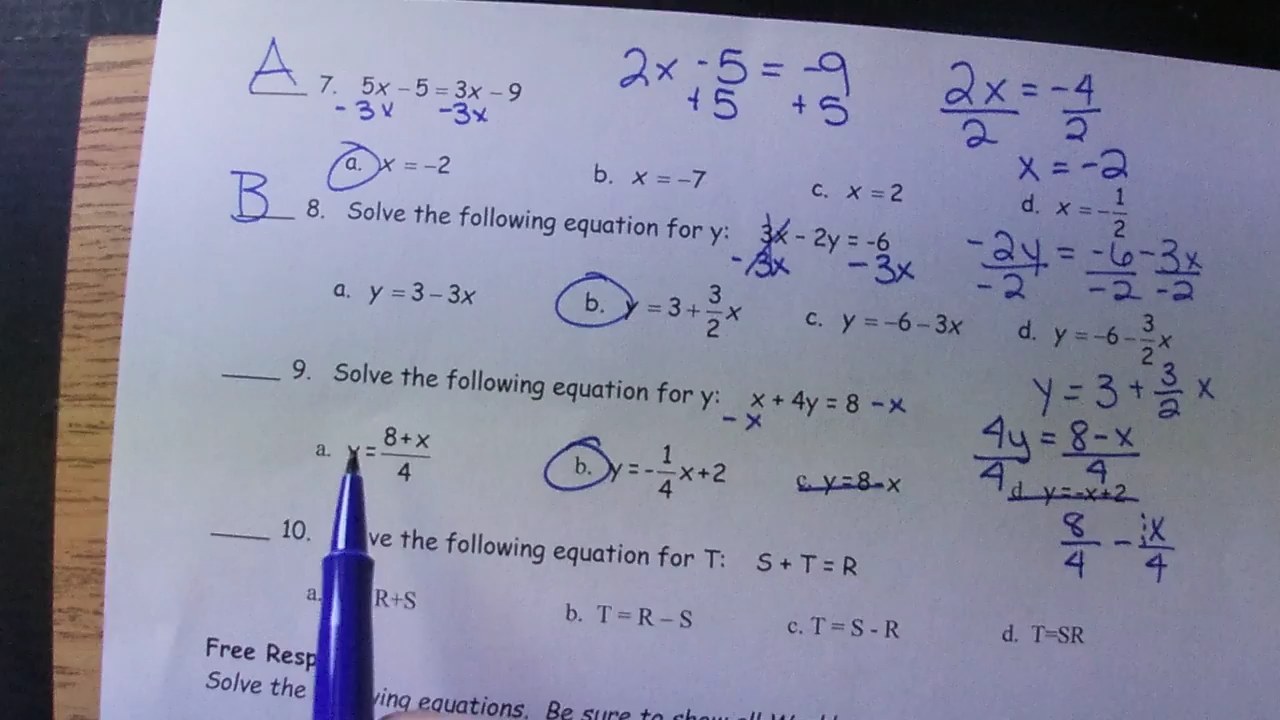 A 7. 5x - 5 = 3x - 9
- 3x -3x
2x - 5 = -9
+ 5 + 5
2x/2 = -4/2
x = -2
a. x = -2 b. x = -7 c. x = 2 d. x = -1/2
B 8. Solve the following equation for y: 3x - 2y = -6
- 3x - 3x
-2y/-2 = -6/-2 - 3x/-2
a. y = 3 - 3x b. y = 3 + 3/2 x c. y = -6 - 3x d. y = -6 - 3/2 x
y = 3 + 3/2 x
9. Solve the following equation for y: x + 4y = 8 - x
- x
4y/4 = 8 - x/4
a. y = 8 + x/4 b. y = -1/4 x + 2 c. y = 8 - x d. y = -x + 2
8/4 - 1x/4
10. ve the following equation for T: S + T = R
a. R+S b. T = R - S c. T = S - R d. T=SR
Free Resp
Solve the ing equations. Be sure to show all